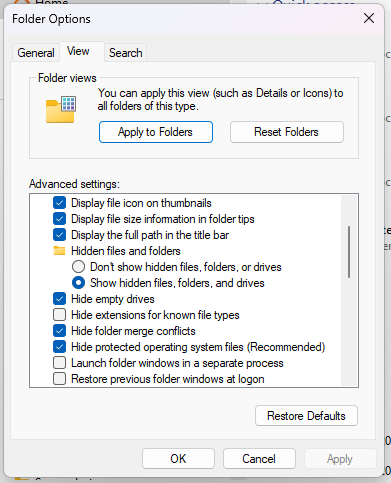 Home
Quick access
Folder Options
General
View
Search
Folder views
You can apply this view (such as Details or Icons) to
all folders of this type.
Apply to Folders
Reset Folders
Advanced settings:
Display file icon on thumbnails
Display file size information in folder tips
Display the full path in the title bar
Hidden files and folders
Don't show hidden files, folders, or drives
Show hidden files, folders, and drives
Hide empty drives
Hide extensions for known file types
Hide folder merge conflicts
Hide protected operating system files (Recommended)
Launch folder windows in a separate process
Restore previous folder windows at logon
Restore Defaults
OK
Cancel
Apply